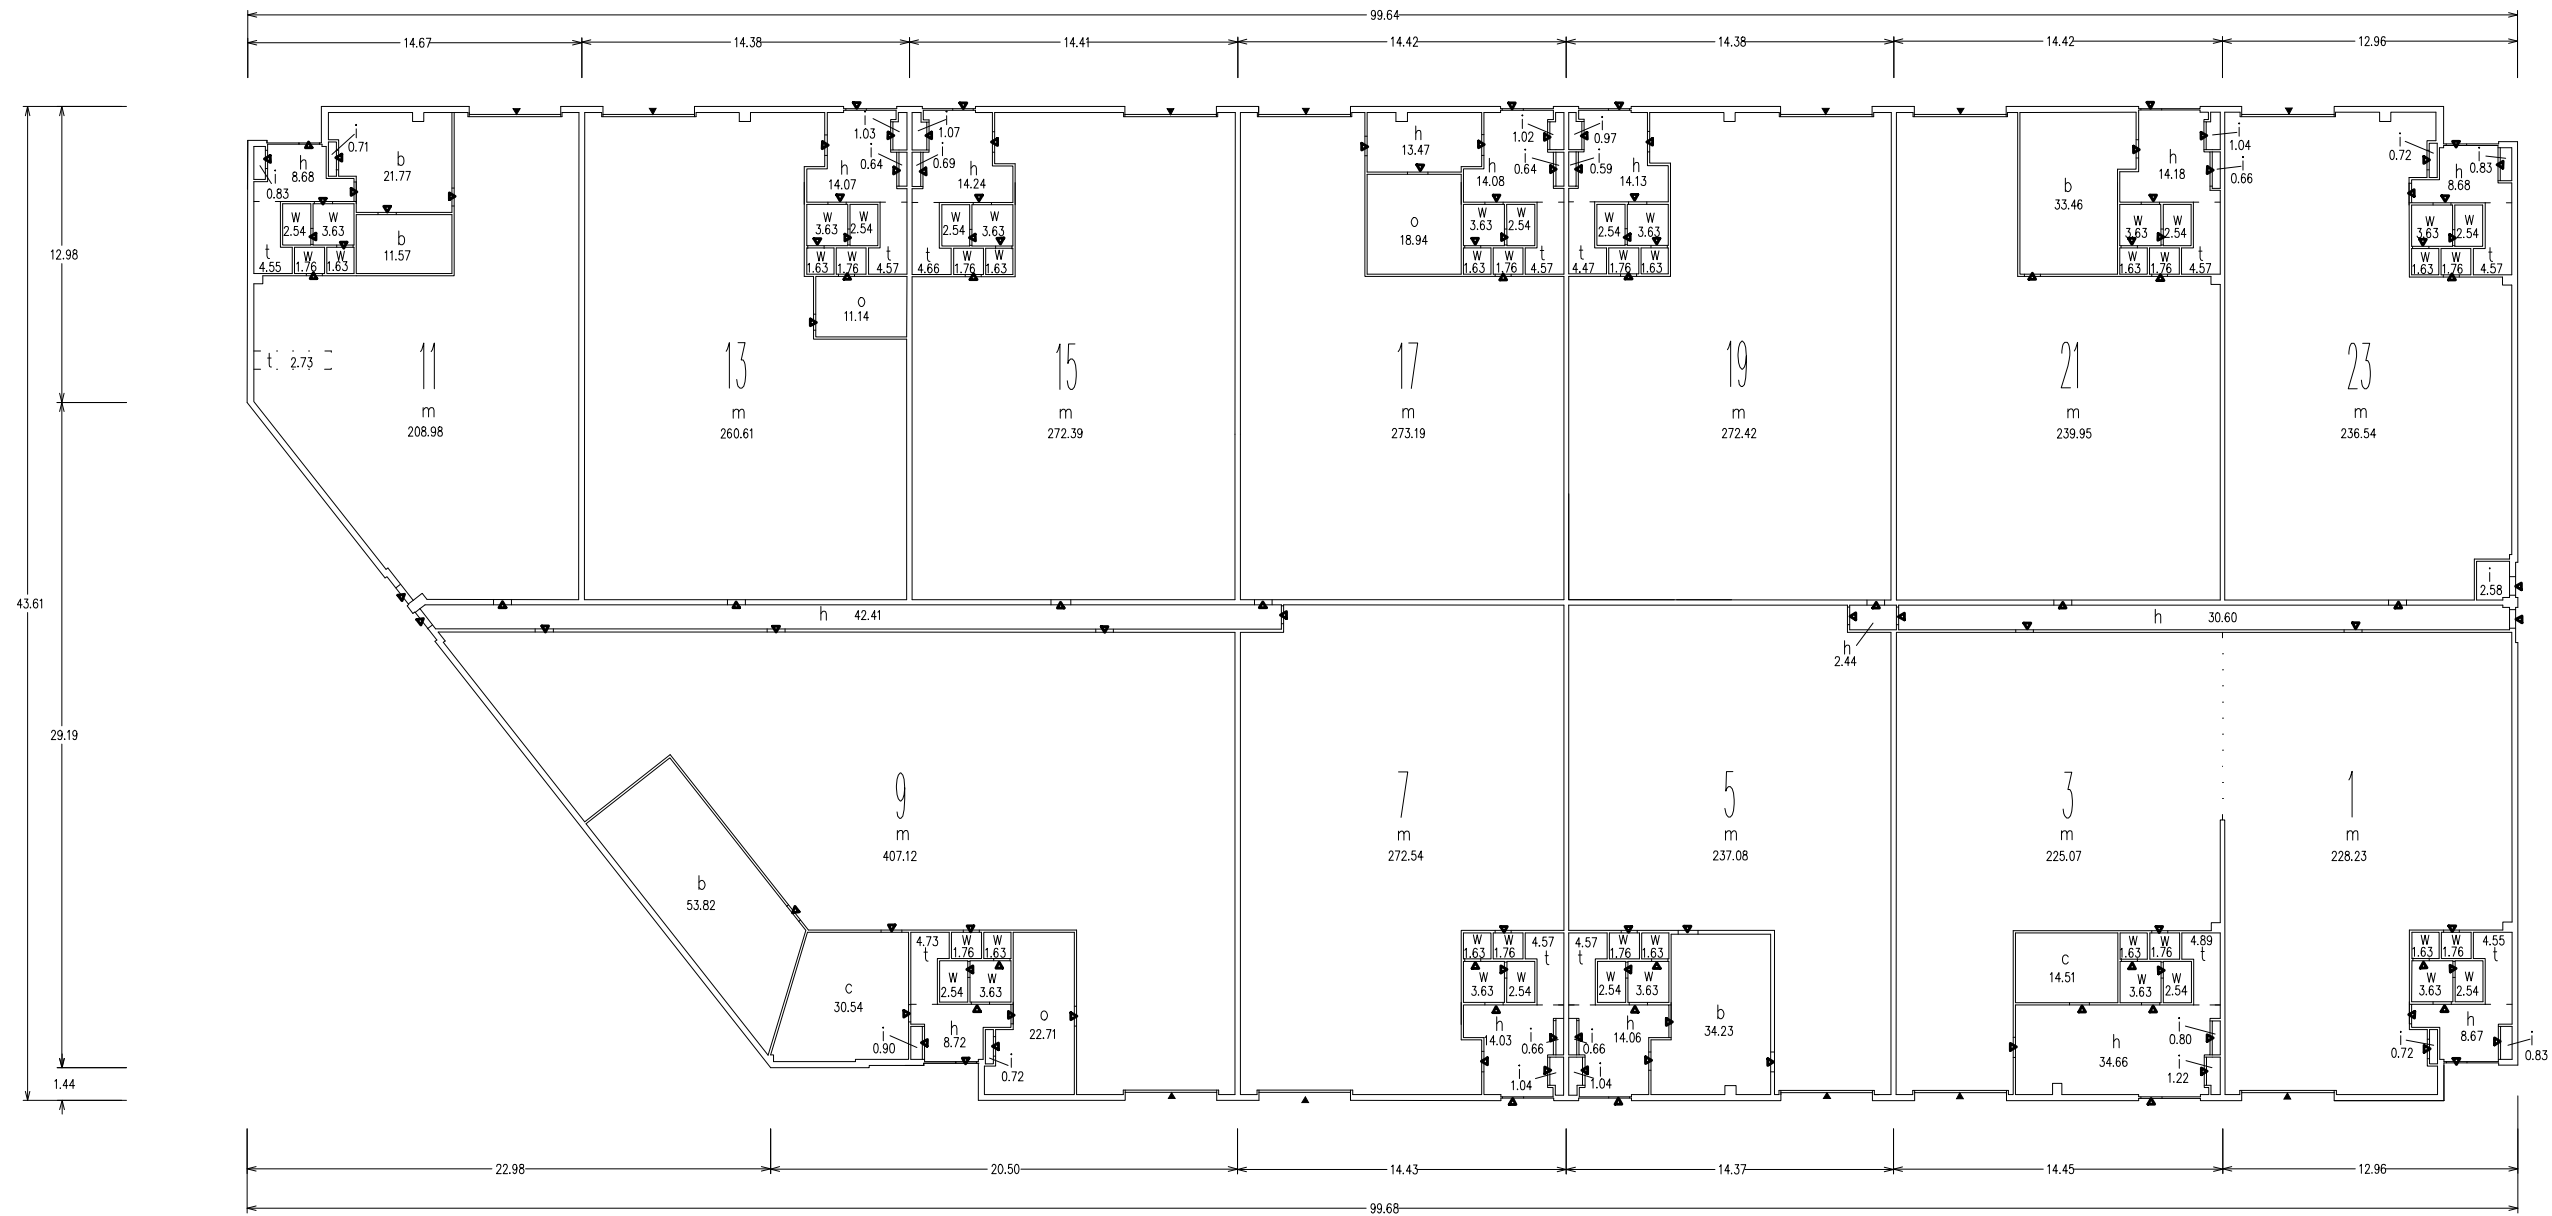 99.64
14.67 14.38 14.41 14.42 14.38 14.42 12.96
i 0.71
b 21.77
h 8.68
i 0.83
W 2.54
W 3.63
b 11.57
t 4.55
W 1.76
W 1.63
t 2.73
11
m
208.98
i 1.03
i 0.64
h 14.07
W 3.63
W 2.54
W 1.63
W 1.76
t 4.57
o 11.14
13
m
260.61
i 1.07
i 0.69
h 14.24
W 2.54
W 3.63
t 4.66
W 1.76
W 1.63
15
m
272.39
h 13.47
i 1.02
i 0.64
h 14.08
o 18.94
W 3.63
W 2.54
W 1.63
W 1.76
t 4.57
17
m
273.19
i 0.97
i 0.59
h 14.13
W 2.54
W 3.63
t 4.47
W 1.76
W 1.63
19
m
272.42
b 33.46
h 14.18
i 1.04
i 0.66
W 3.63
W 2.54
W 1.63
W 1.76
t 4.57
21
m
239.95
i 0.72
i 0.83
h 8.68
W 3.63
W 2.54
W 1.63
W 1.76
t 4.57
23
m
236.54
i 2.58
12.98
43.61
29.19
1.44
h 42.41
h 2.44
h 30.60
9
m
407.12
b 53.82
c 30.54
4.73 t
W 1.76
W 1.63
W 2.54
W 3.63
i 0.90
h 8.72
i 0.72
o 22.71
7
m
272.54
W 1.63
W 1.76
4.57 t
W 3.63
W 2.54
h 14.03
i 0.66
i 1.04
5
m
237.08
4.57 t
W 1.76
W 1.63
W 2.54
W 3.63
h 14.06
i 0.66
i 1.04
b 34.23
3
m
225.07
c 14.51
W 1.63
W 1.76
4.89 t
W 3.63
W 2.54
h 34.66
i 0.80
i 1.22
1
m
228.23
W 1.63
W 1.76
4.55 t
W 3.63
W 2.54
h 8.67
i 0.72
i 0.83
22.98 20.50 14.43 14.37 14.45 12.96
99.68